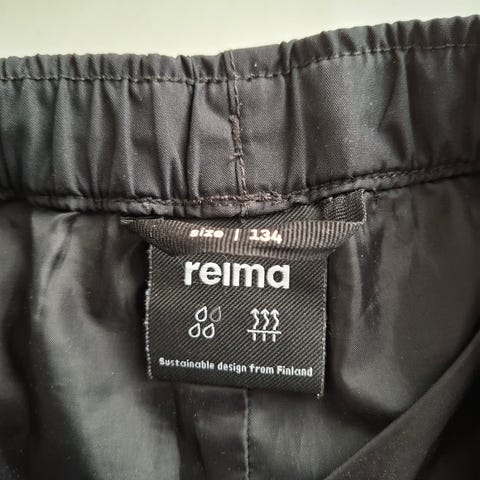 size | 134
reima
Sustainable design from Finland